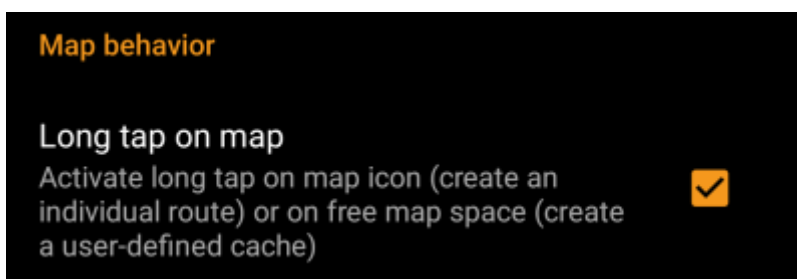 Map behavior
Long tap on map
Activate long tap on map icon (create an
individual route) or on free map space (create
a user-defined cache)